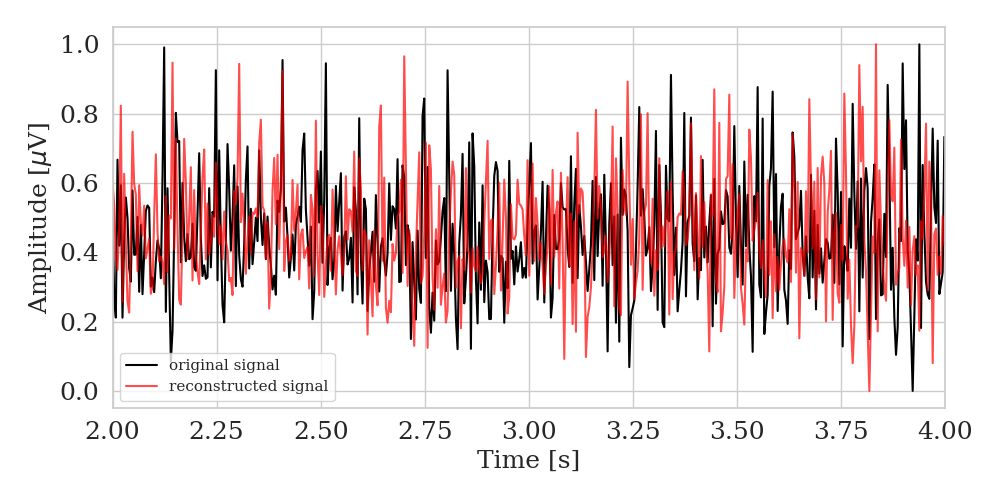 Amplitude [μV]
1.0
0.8
0.6
0.4
0.2
0.0
original signal
reconstructed signal
2.00 2.25 2.50 2.75 3.00 3.25 3.50 3.75 4.00
Time [s]